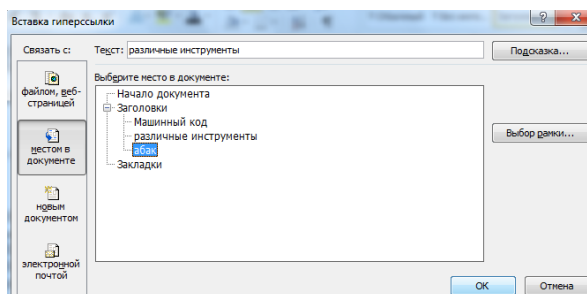 Вставка гиперссылки
Связать с:
Текст: различные инструменты
Подсказка...
Выберите место в документе:
файлом, веб-
страницей
местом в
документе
новым
документом
электронной
почтой
Начало документа
Заголовки
Машинный код
различные инструменты
абак
Закладки
Выбор рамки...
ОК
Отмена